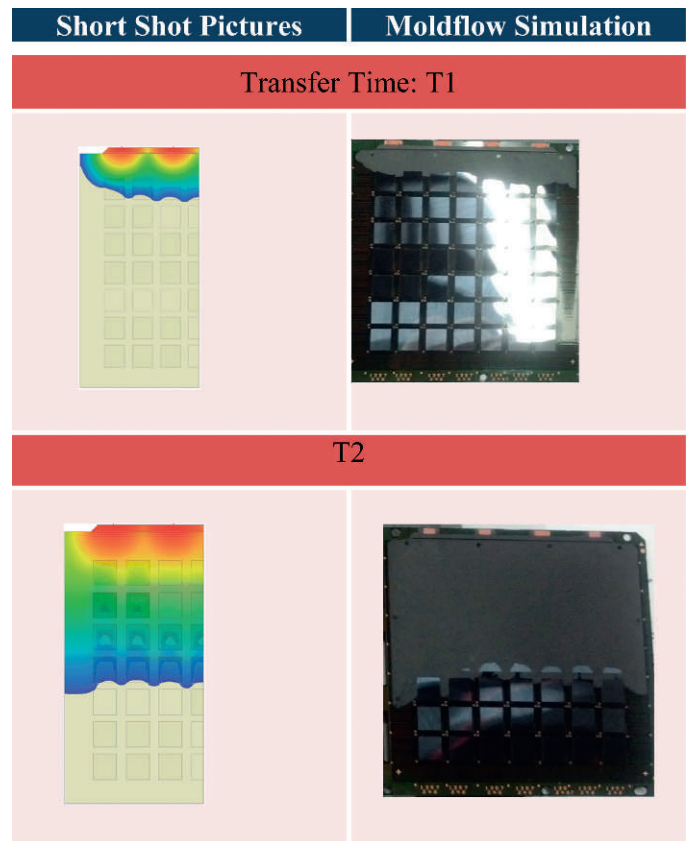 Short Shot Pictures
Moldflow Simulation
Transfer Time: T1
T2